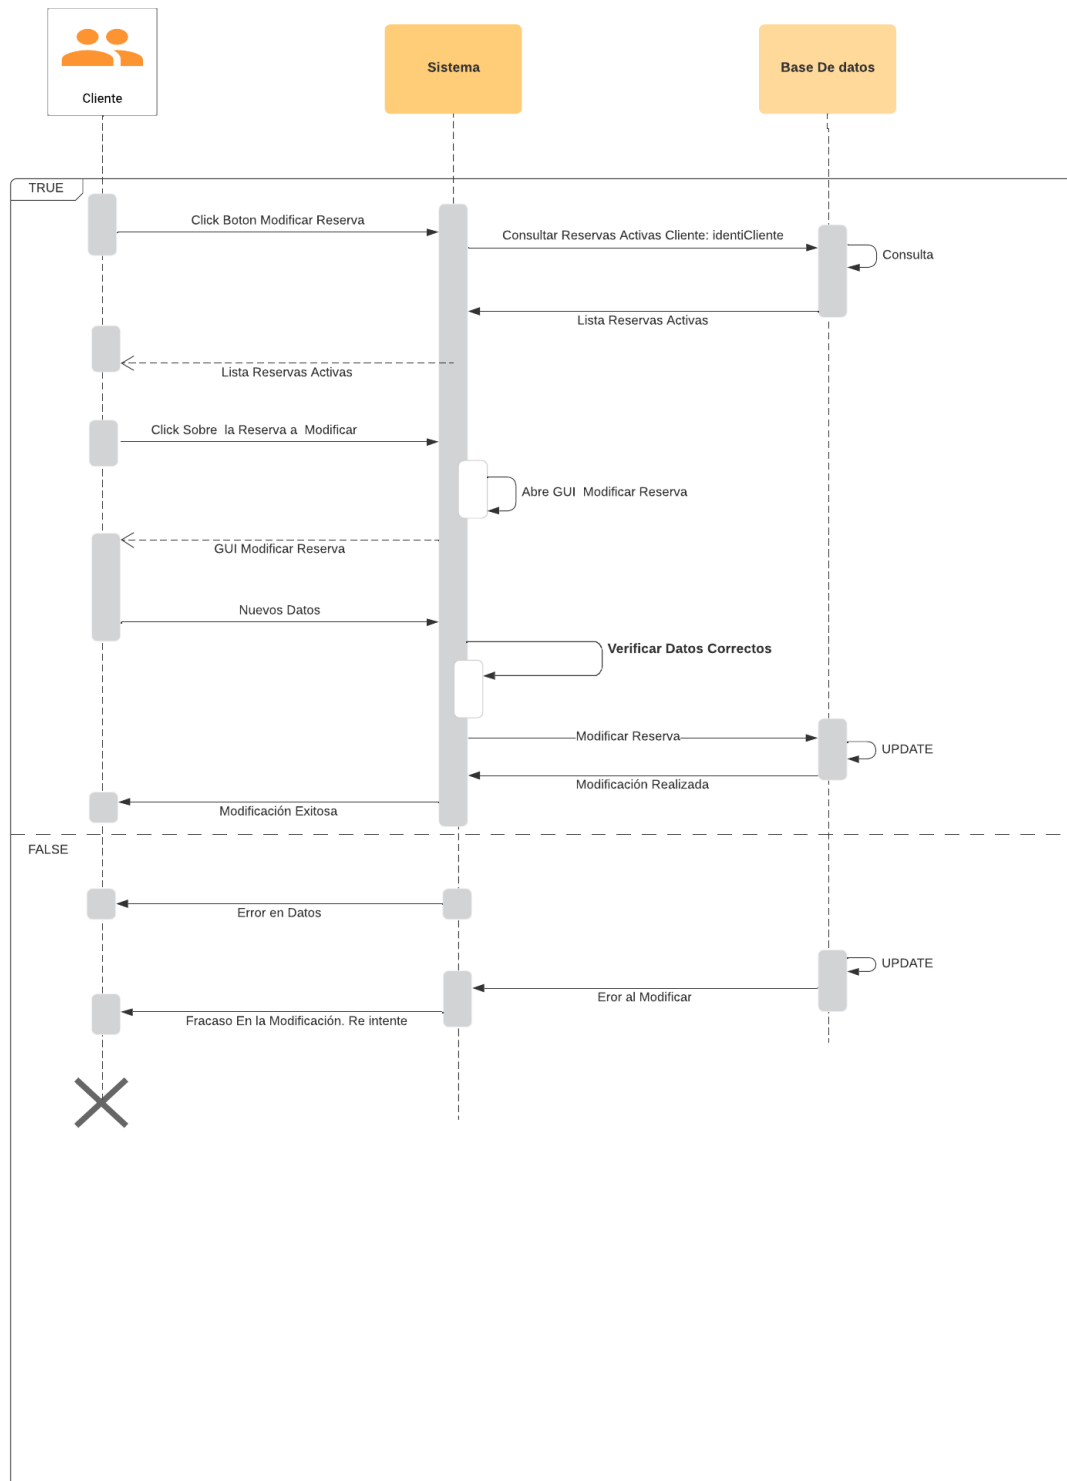 Cliente
Sistema
Base De datos
TRUE
Click Boton Modificar Reserva
Consultar Reservas Activas Cliente: identiCliente
Consulta
Lista Reservas Activas
Lista Reservas Activas
Click Sobre la Reserva a Modificar
Abre GUI Modificar Reserva
GUI Modificar Reserva
Nuevos Datos
Verificar Datos Correctos
Modificar Reserva
UPDATE
Modificación Realizada
Modificación Exitosa
FALSE
Error en Datos
UPDATE
Eror al Modificar
Fracaso En la Modificación. Re intente